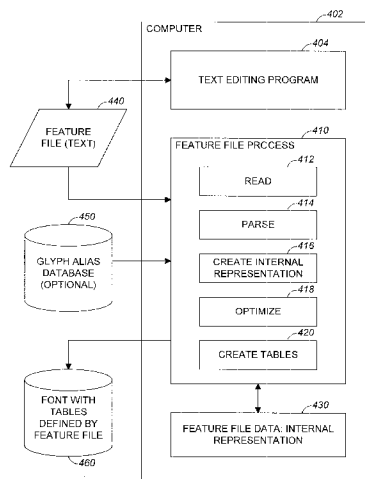 402
COMPUTER
404
TEXT EDITING PROGRAM
440
FEATURE
FILE (TEXT)
410
FEATURE FILE PROCESS
412
READ
414
PARSE
416
CREATE INTERNAL
REPRESENTATION
418
OPTIMIZE
420
CREATE TABLES
450
GLYPH ALIAS
DATABASE
(OPTIONAL)
FONT WITH
TABLES
DEFINED BY
FEATURE FILE
460
430
FEATURE FILE DATA: INTERNAL
REPRESENTATION